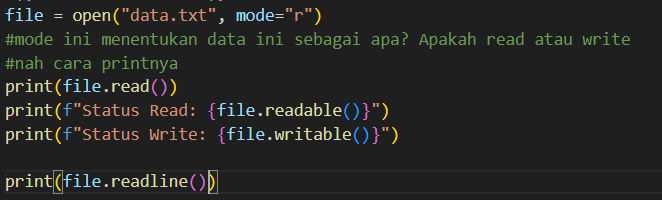 file = open("data.txt", mode="r")
#mode ini menentukan data ini sebagai apa? Apakah read atau write
#nah cara printnya
print(file.read())
print(f"Status Read: {file.readable()}")
print(f"Status Write: {file.writable()}")
print(file.readline())